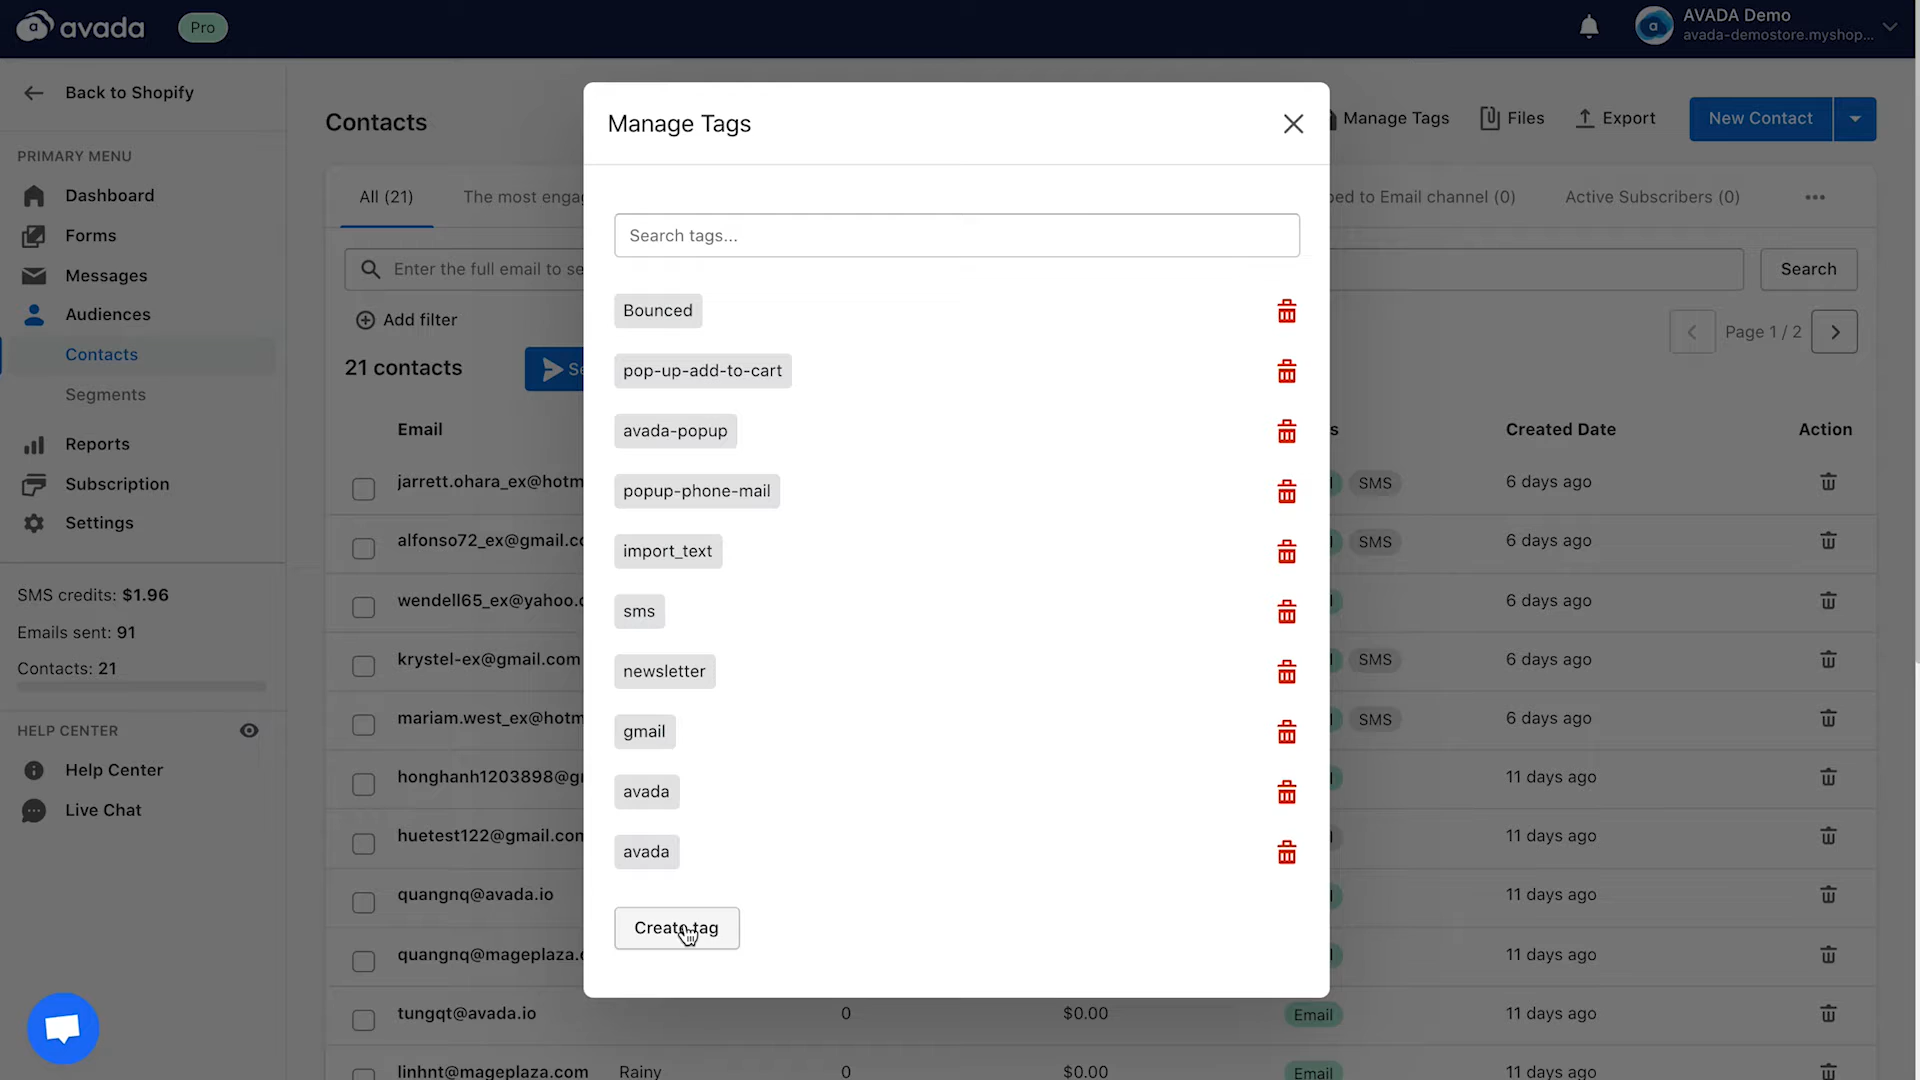 avada
Pro
AVADA Demo
avada-demostore.myshop...
Back to Shopify
PRIMARY MENU
Dashboard
Forms
Messages
Audiences
Contacts
Segments
Reports
Subscription
Settings
SMS credits: $1.96
Emails sent: 91
Contacts: 21
HELP CENTER
Help Center
Live Chat
Contacts
Manage Tags
Files
Export
New Contact
All (21)
The most enga
ed to Email channel (0)
Active Subscribers (0)
Enter the full email to se
Search
Add filter
Page 1 / 2
21 contacts
Se
Email
s
Created Date
Action
jarrett.ohara_ex@hotm
SMS
6 days ago
alfonso72_ex@gmail.co
SMS
6 days ago
wendell65_ex@yahoo.c
6 days ago
krystel-ex@gmail.com
SMS
6 days ago
mariam.west_ex@hotm
SMS
6 days ago
honghanh1203898@g
11 days ago
huetest122@gmail.com
11 days ago
quangnq@avada.io
11 days ago
quangnq@mageplaza.
11 days ago
tungqt@avada.io
0
$0.00
Email
11 days ago
linhnt@mageplaza.com
Rainy
0
$0.00
Email
11 days ago
Manage Tags
Search tags...
Bounced
pop-up-add-to-cart
avada-popup
popup-phone-mail
import_text
sms
newsletter
gmail
avada
avada
Create tag